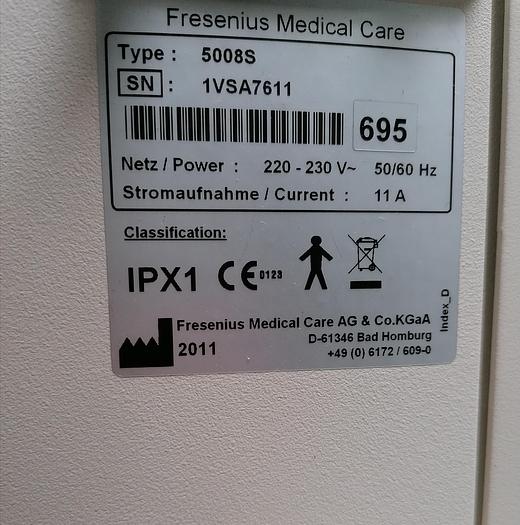 Fresenius Medical Care
Type : 5008S
SN : 1VSA7611
695
Netz / Power : 220 - 230 V~ 50/60 Hz
Stromaufnahme / Current : 11 A
Classification:
IPX1 CE 0123
Fresenius Medical Care AG & Co.KGaA
D-61346 Bad Homburg
2011
+49 (0) 6172 / 609-0
Index_D